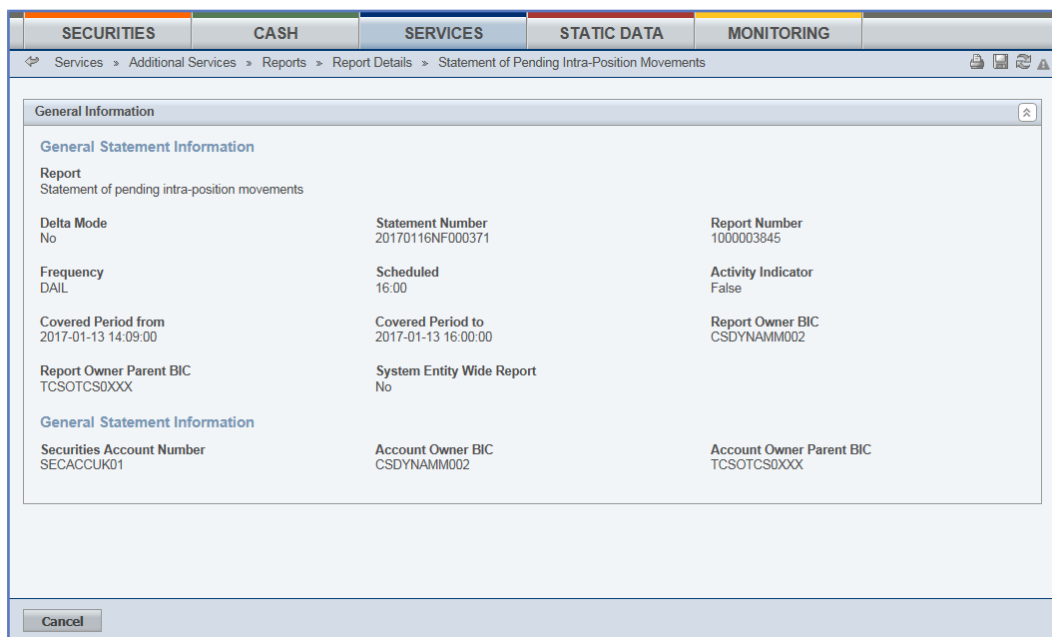 SECURITIES CASH SERVICES STATIC DATA MONITORING
Services » Additional Services » Reports » Report Details » Statement of Pending Intra-Position Movements
General Information
General Statement Information
Report
Statement of pending intra-position movements
Delta Mode Statement Number Report Number
No 20170116NF000371 1000003845
Frequency Scheduled Activity Indicator
DAIL 16:00 False
Covered Period from Covered Period to Report Owner BIC
2017-01-13 14:09:00 2017-01-13 16:00:00 CSDYNAMM002
Report Owner Parent BIC System Entity Wide Report
TCSOTCS0XXX No
General Statement Information
Securities Account Number Account Owner BIC Account Owner Parent BIC
SECACCUK01 CSDYNAMM002 TCSOTCS0XXX
Cancel